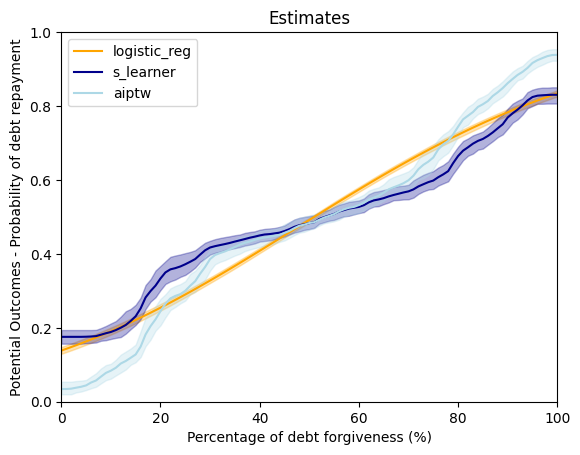 Estimates
logistic_reg
s_learner
aiptw
Potential Outcomes - Probability of debt repayment
1.0
0.8
0.6
0.4
0.2
0.0
0 20 40 60 80 100
Percentage of debt forgiveness (%)